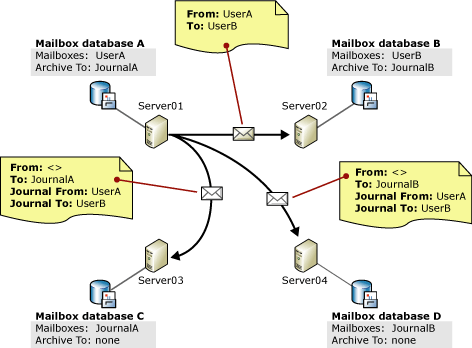 From: UserA
To: UserB
Mailbox database A
Mailboxes: UserA
Archive To: JournalA
Mailbox database B
Mailboxes: UserB
Archive To: JournalB
Server01
Server02
From: <>
To: JournalA
Journal From: UserA
Journal To: UserB
From: <>
To: JournalB
Journal From: UserA
Journal To: UserB
Server03
Server04
Mailbox database C
Mailboxes: JournalA
Archive To: none
Mailbox database D
Mailboxes: JournalB
Archive To: none